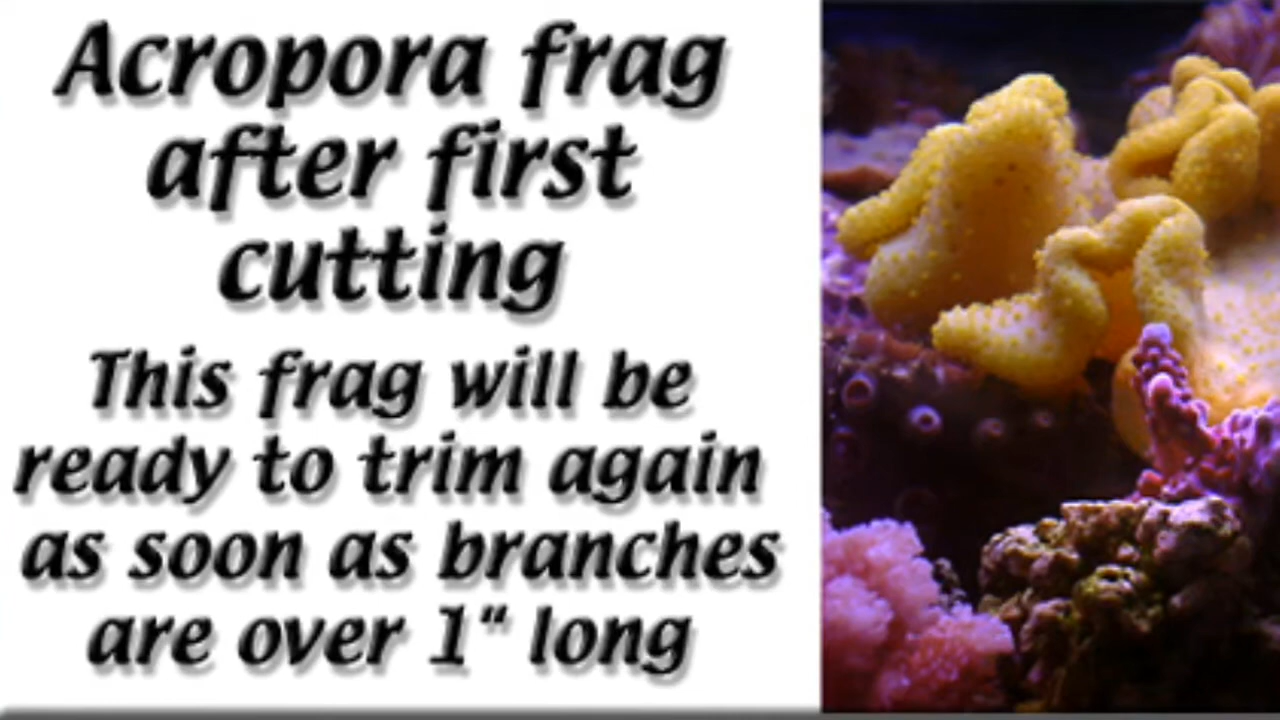 Acropora frag
after first
cutting
This frag will be
ready to trim again
as soon as branches
are over 1" long